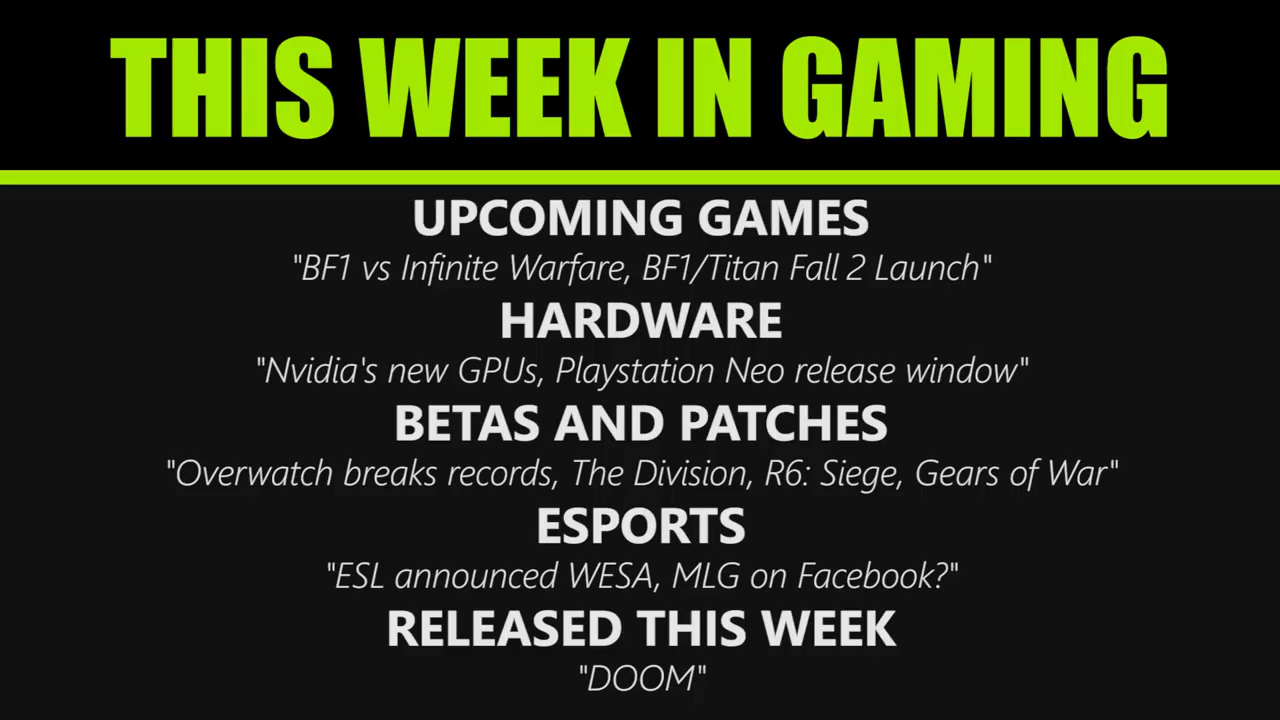 THIS WEEK IN GAMING
UPCOMING GAMES
"BF1 vs Infinite Warfare, BF1/Titan Fall 2 Launch"
HARDWARE
"Nvidia's new GPUs, Playstation Neo release window"
BETAS AND PATCHES
"Overwatch breaks records, The Division, R6: Siege, Gears of War"
ESPORTS
"ESL announced WESA, MLG on Facebook?"
RELEASED THIS WEEK
"DOOM"